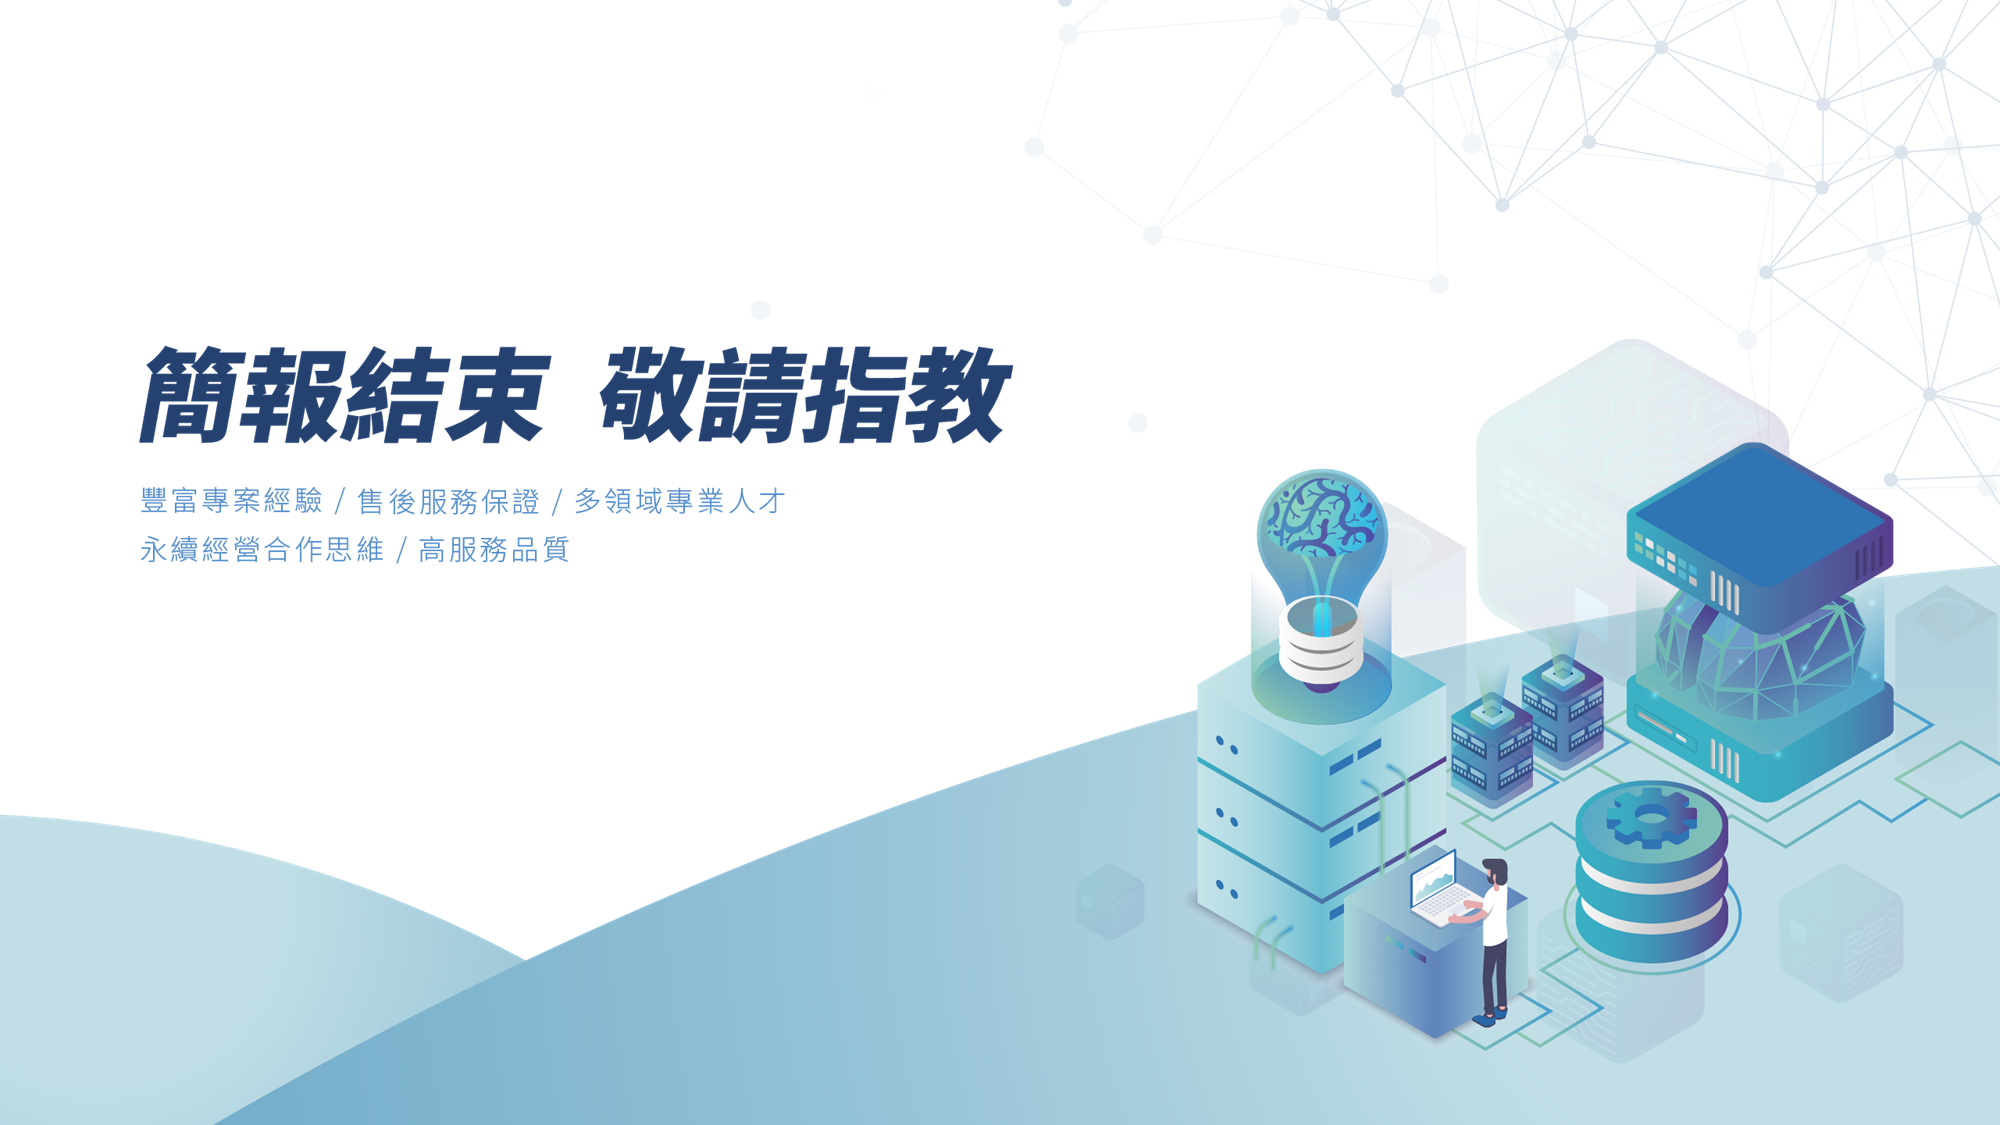 簡報結束 敬請指教
豐富專案經驗 / 售後服務保證 / 多領域專業人才
永續經營合作思維 / 高服務品質